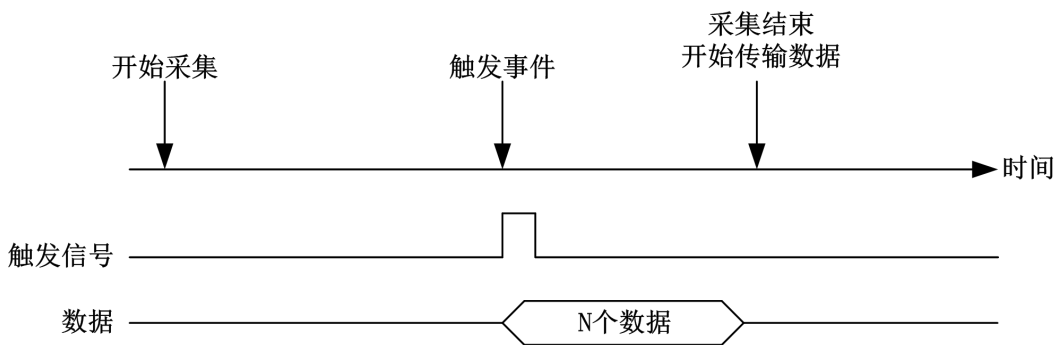 采集结束
开始传输数据
开始采集
触发事件
时间
触发信号
数据
N个数据